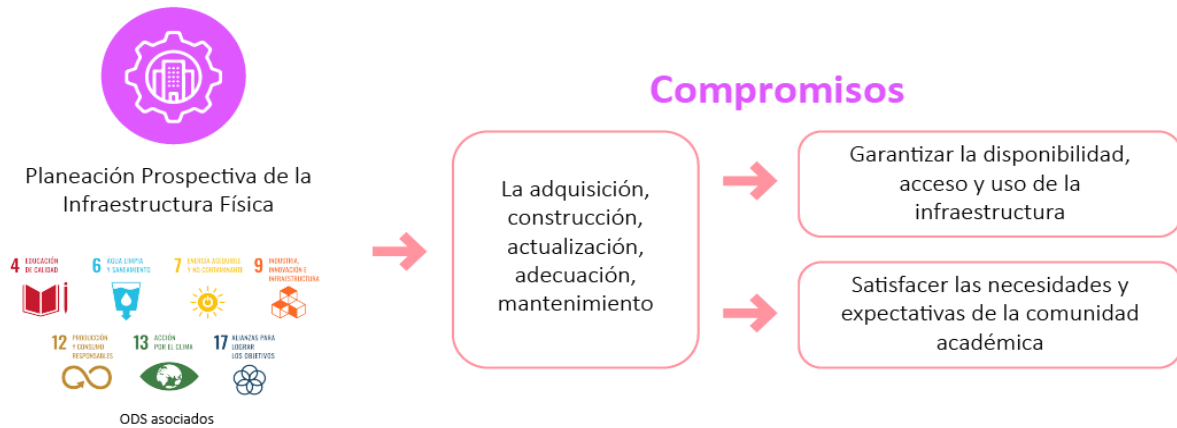 Planeación Prospectiva de la
Infraestructura Física
4 EDUCACIÓN
DE CALIDAD
6 AGUA LIMPIA
Y SANEAMIENTO
7 ENERGÍA ASEQUIBLE
Y NO CONTAMINANTE
9 INDUSTRIA,
INNOVACIÓN E
INFRAESTRUCTURA
12 PRODUCCIÓN
Y CONSUMO
RESPONSABLES
13 ACCIÓN
POR EL CLIMA
17 ALIANZAS PARA
LOGRAR
LOS OBJETIVOS
ODS asociados
Compromisos
La adquisición,
construcción,
actualización,
adecuación,
mantenimiento
Garantizar la disponibilidad,
acceso y uso de la
infraestructura
Satisfacer las necesidades y
expectativas de la comunidad
académica